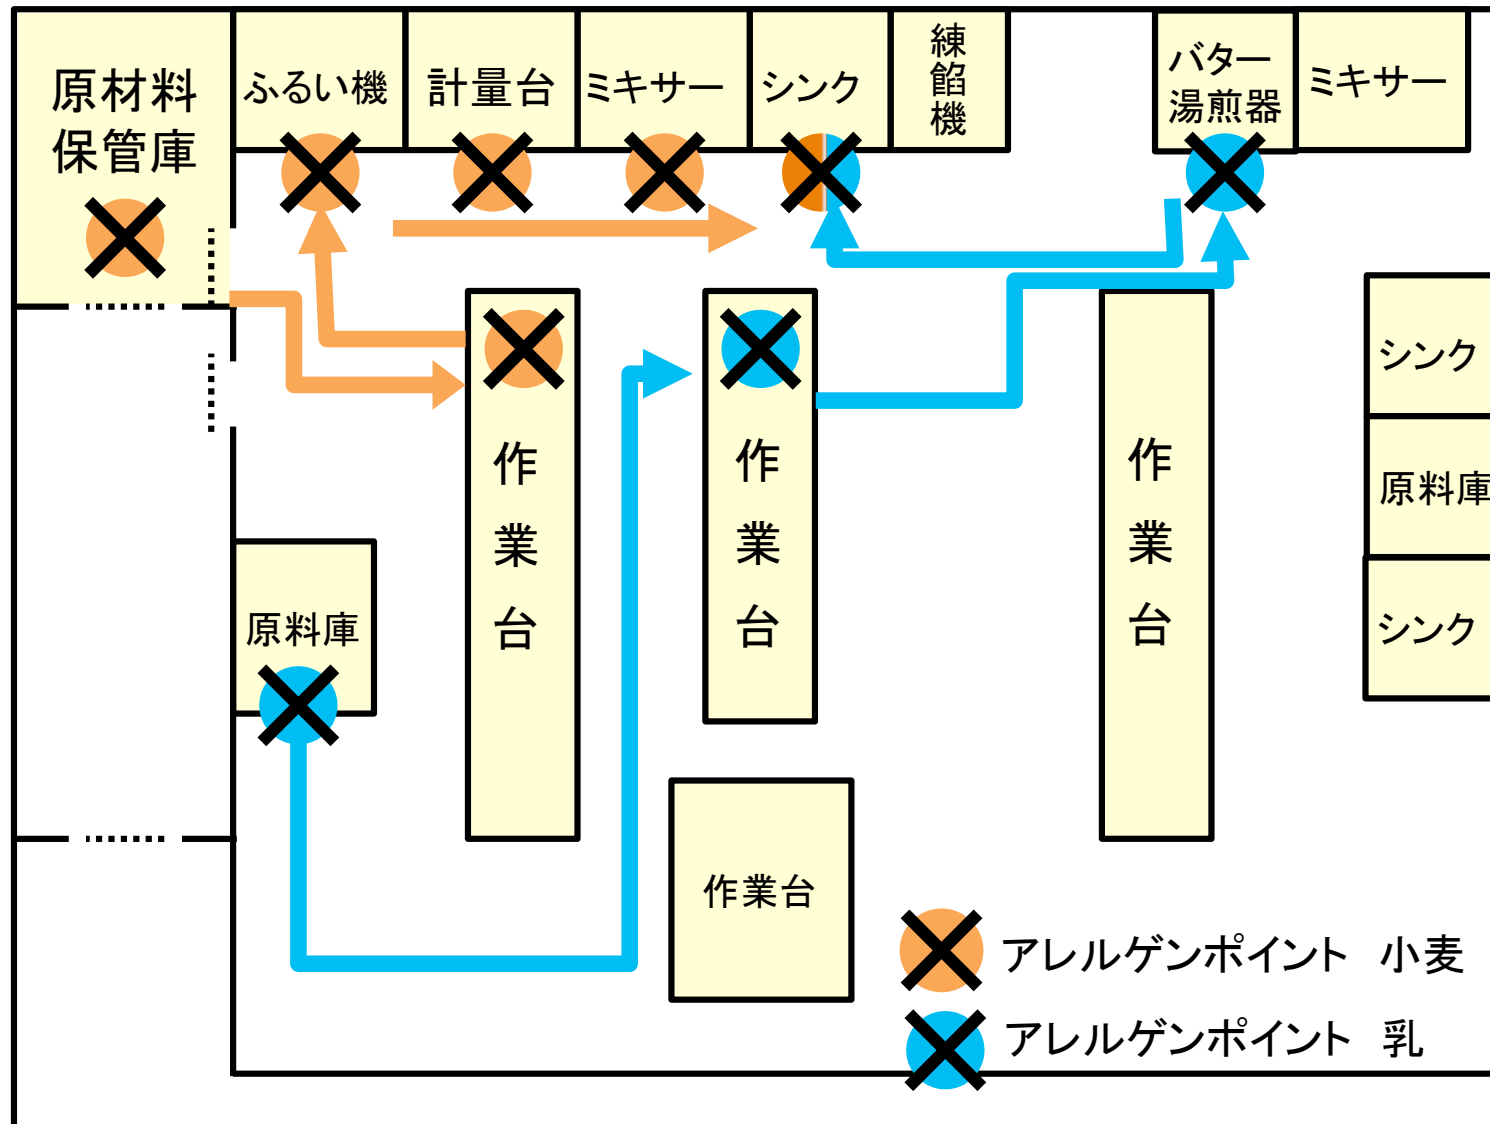 原材料
保管庫
ふるい機
計量台
ミキサー
シンク
練餡機
バター
湯煎器
ミキサー
作業台
作業台
作業台
シンク
原料庫
シンク
原料庫
作業台
アレルゲンポイント 小麦
アレルゲンポイント 乳